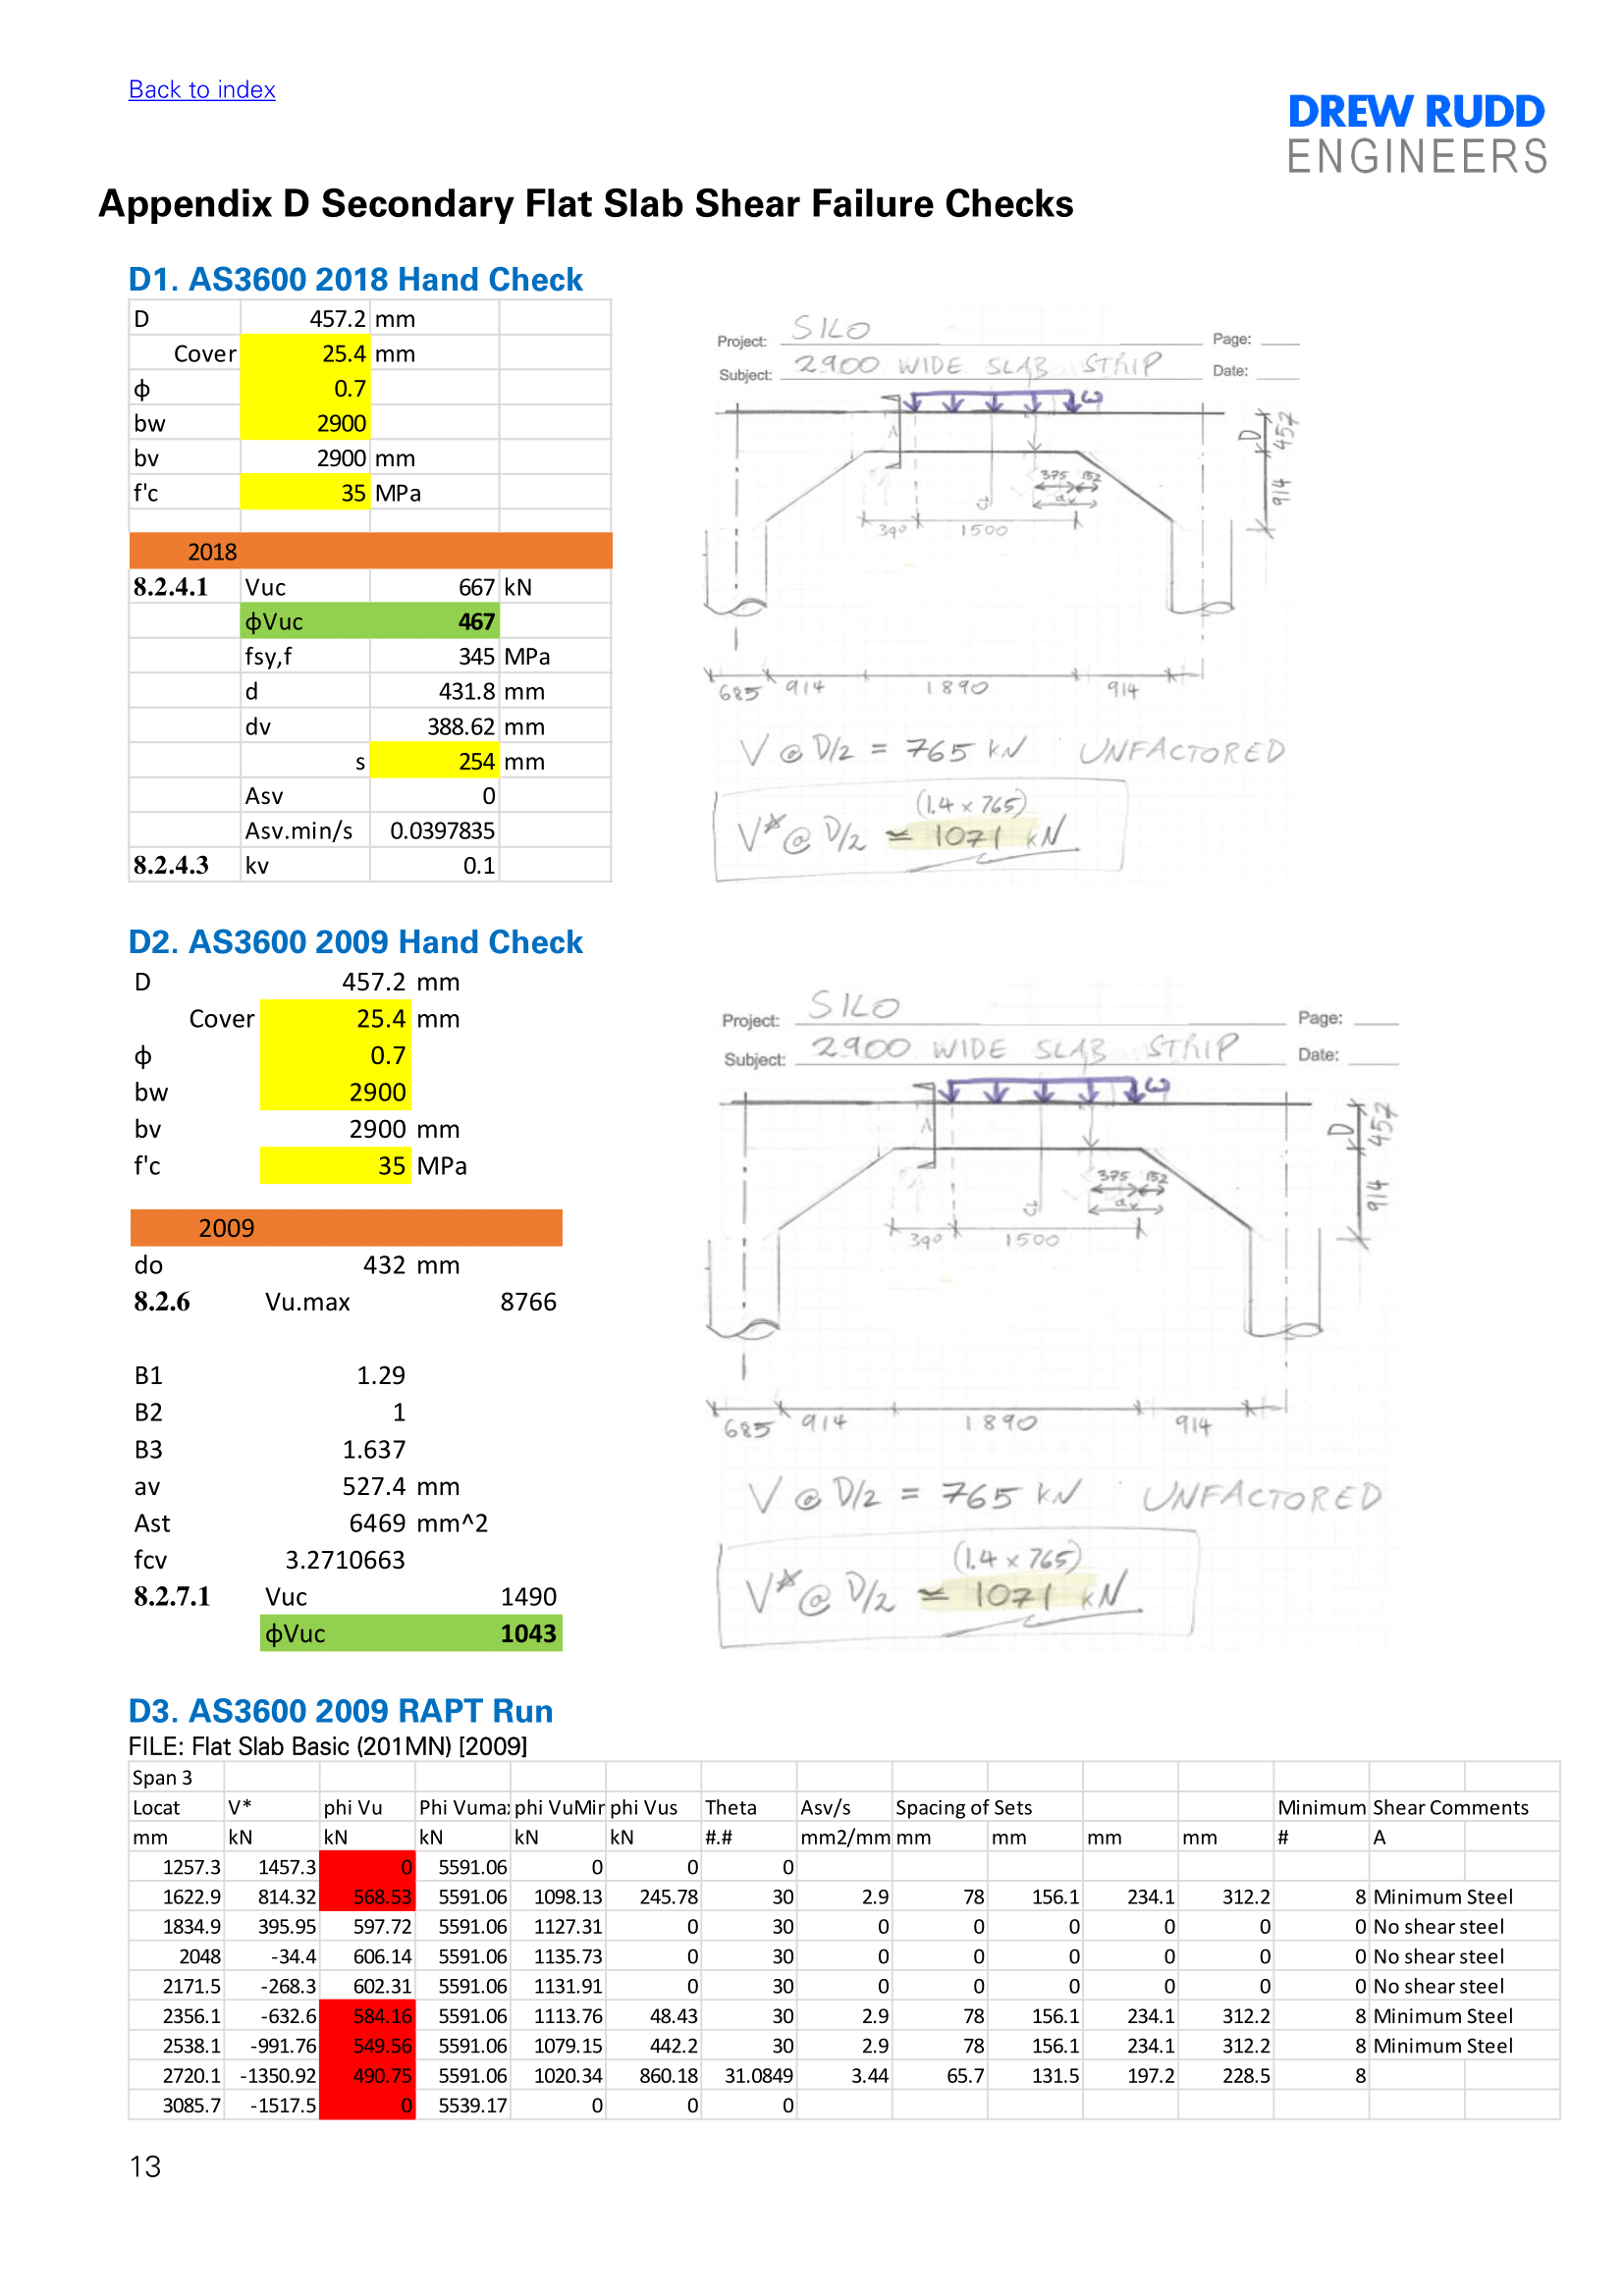 Back to index
DREW RUDD
ENGINEERS
Appendix D Secondary Flat Slab Shear Failure Checks
D1. AS3600 2018 Hand Check
D 457.2 mm
Cover 25.4 mm
ϕ 0.7
bw 2900
bv 2900 mm
f'c 35 MPa
2018
8.2.4.1 Vuc 667 kN
ϕVuc 467
fsy,f 345 MPa
d 431.8 mm
dv 388.62 mm
s 254 mm
Asv 0
Asv.min/s 0.0397835
8.2.4.3 kv 0.1
Project: SILO Page:
Subject: 2900 WIDE SLAB STRIP Date:
ω
D 457
375 152
dv
914
390 1500
685 914 1890 914
V @ D/2 = 765 kN UNFACTORED
(1.4 × 765)
V* @ D/2 ≃ 1071 kN
D2. AS3600 2009 Hand Check
D 457.2 mm
Cover 25.4 mm
ϕ 0.7
bw 2900
bv 2900 mm
f'c 35 MPa
2009
do 432 mm
8.2.6 Vu.max 8766
B1 1.29
B2 1
B3 1.637
av 527.4 mm
Ast 6469 mm^2
fcv 3.2710663
8.2.7.1 Vuc 1490
ϕVuc 1043
Project: SILO Page:
Subject: 2900 WIDE SLAB STRIP Date:
ω
D 457
375 152
dv
914
390 1500
685 914 1890 914
V @ D/2 = 765 kN UNFACTORED
(1.4 × 765)
V* @ D/2 ≃ 1071 kN
D3. AS3600 2009 RAPT Run
FILE: Flat Slab Basic (201MN) [2009]
Span 3
Locat V* phi Vu Phi Vumax phi VuMir phi Vus Theta Asv/s Spacing of Sets Minimum Shear Comments
mm kN kN kN kN kN #.# mm2/mm mm mm mm mm # A
1257.3 1457.3 0 5591.06 0 0 0
1622.9 814.32 568.53 5591.06 1098.13 245.78 30 2.9 78 156.1 234.1 312.2 8 Minimum Steel
1834.9 395.95 597.72 5591.06 1127.31 0 30 0 0 0 0 0 0 No shear steel
2048 -34.4 606.14 5591.06 1135.73 0 30 0 0 0 0 0 0 No shear steel
2171.5 -268.3 602.31 5591.06 1131.91 0 30 0 0 0 0 0 0 No shear steel
2356.1 -632.6 584.16 5591.06 1113.76 48.43 30 2.9 78 156.1 234.1 312.2 8 Minimum Steel
2538.1 -991.76 549.56 5591.06 1079.15 442.2 30 2.9 78 156.1 234.1 312.2 8 Minimum Steel
2720.1 -1350.92 490.75 5591.06 1020.34 860.18 31.0849 3.44 65.7 131.5 197.2 228.5 8
3085.7 -1517.5 0 5539.17 0 0 0
13